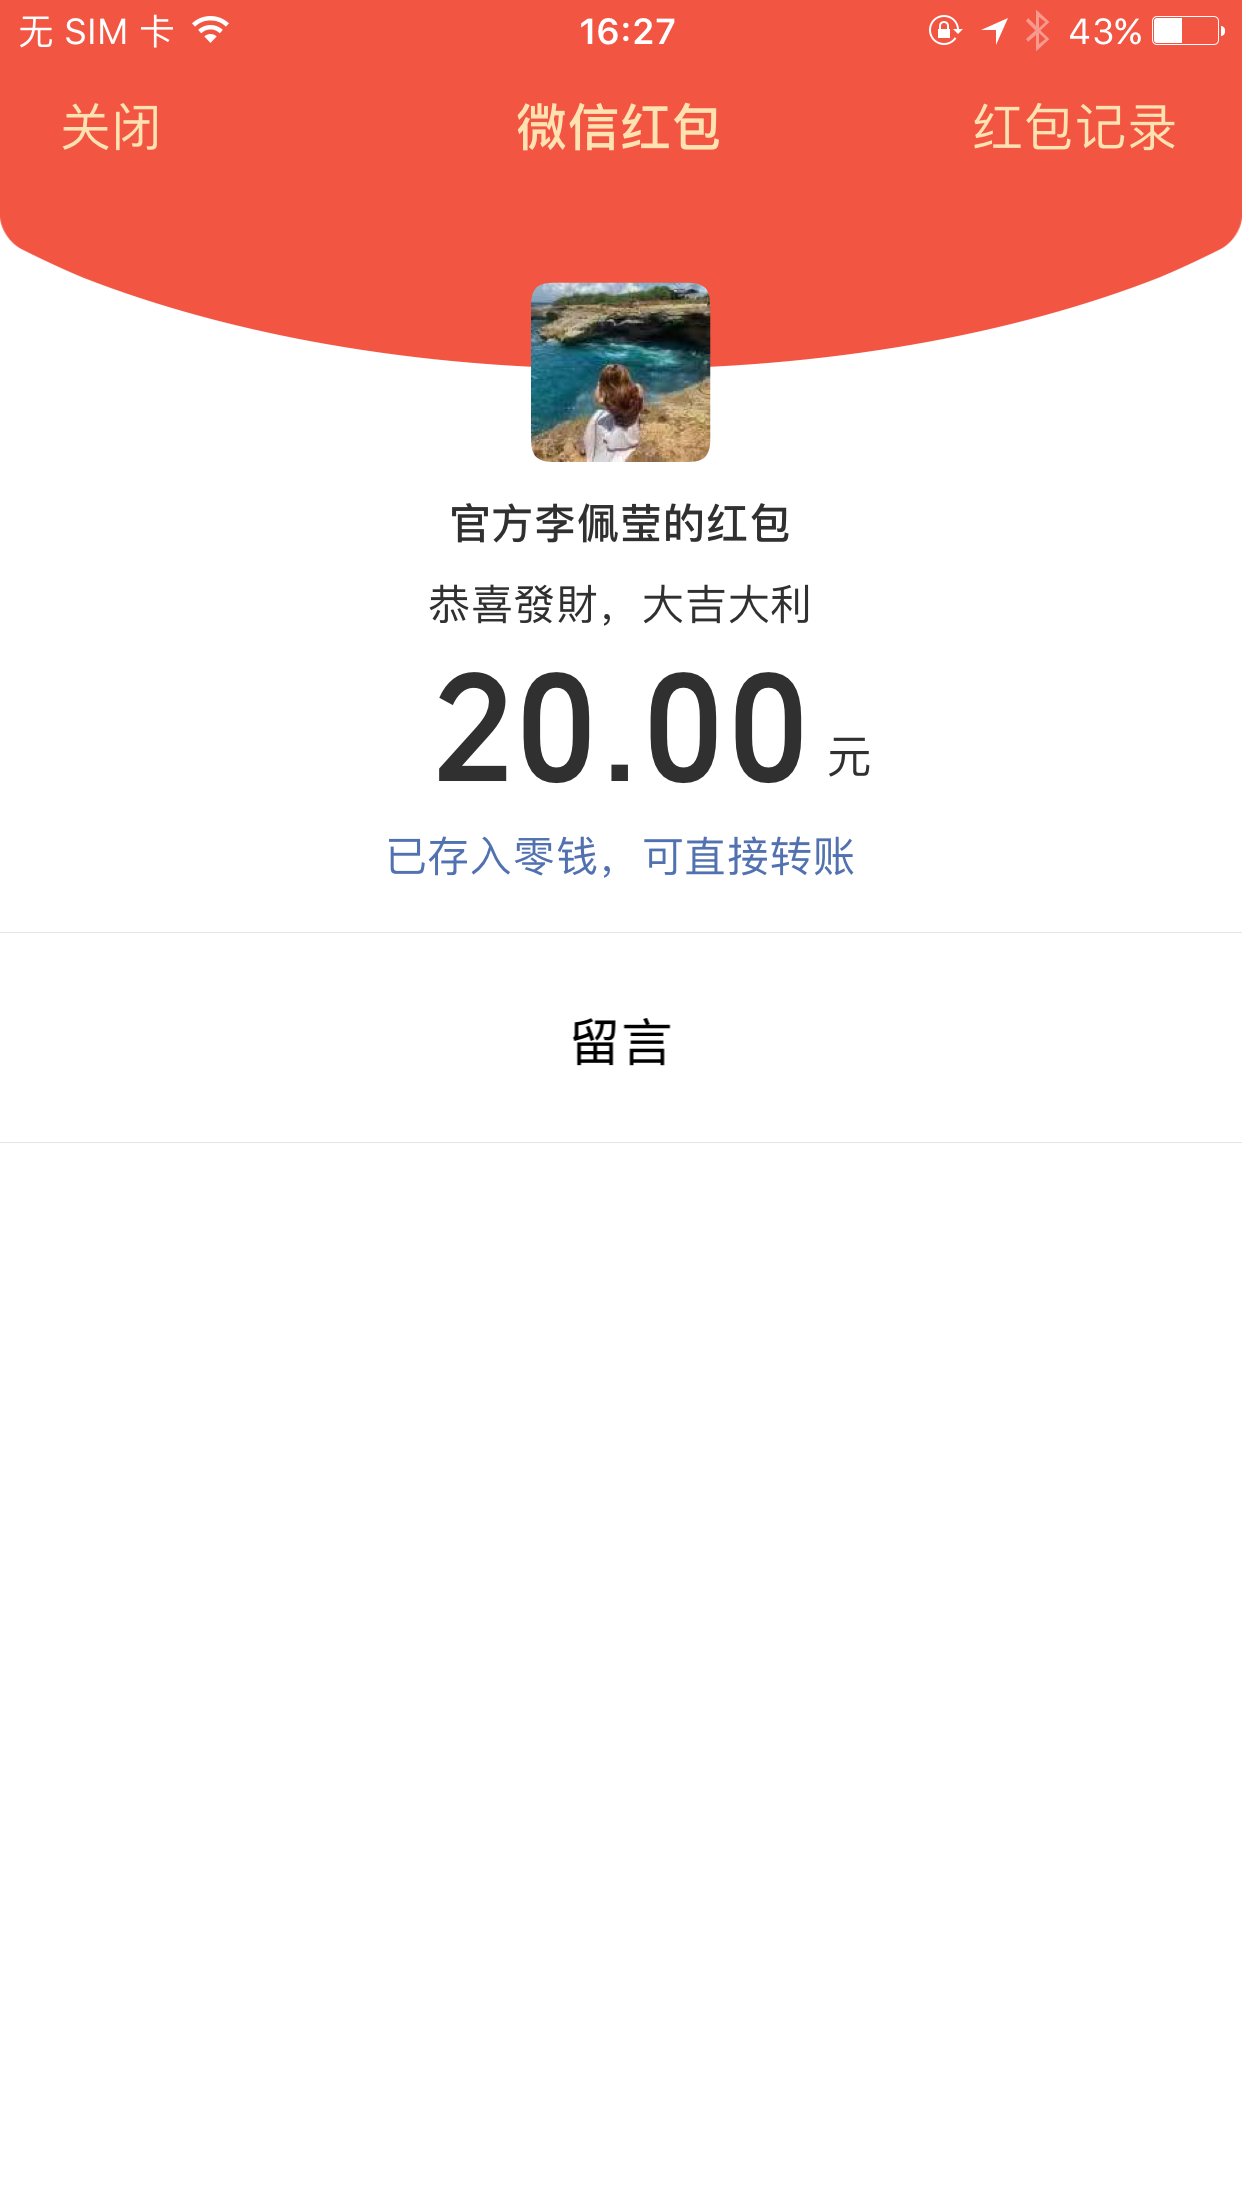 无 SIM 卡 16:27 43%
关闭 微信红包 红包记录
官方李佩莹的红包
恭喜發財，大吉大利
20.00 元
已存入零钱，可直接转账
留言